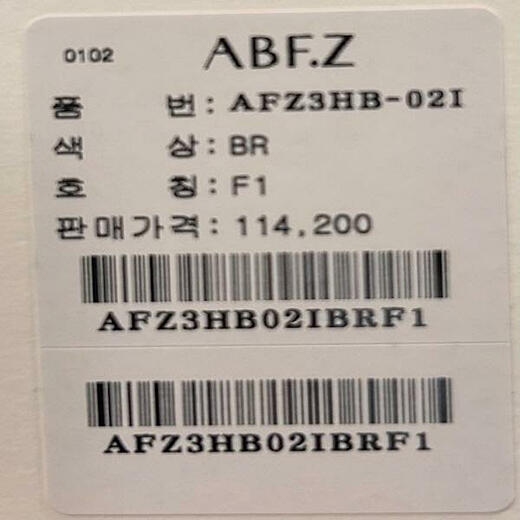 0102 ABF.Z
품 번: AFZ3HB-02I
색 상: BR
호 칭: F1
판매가격: 114,200
AFZ3HB02IBRF1
AFZ3HB02IBRF1